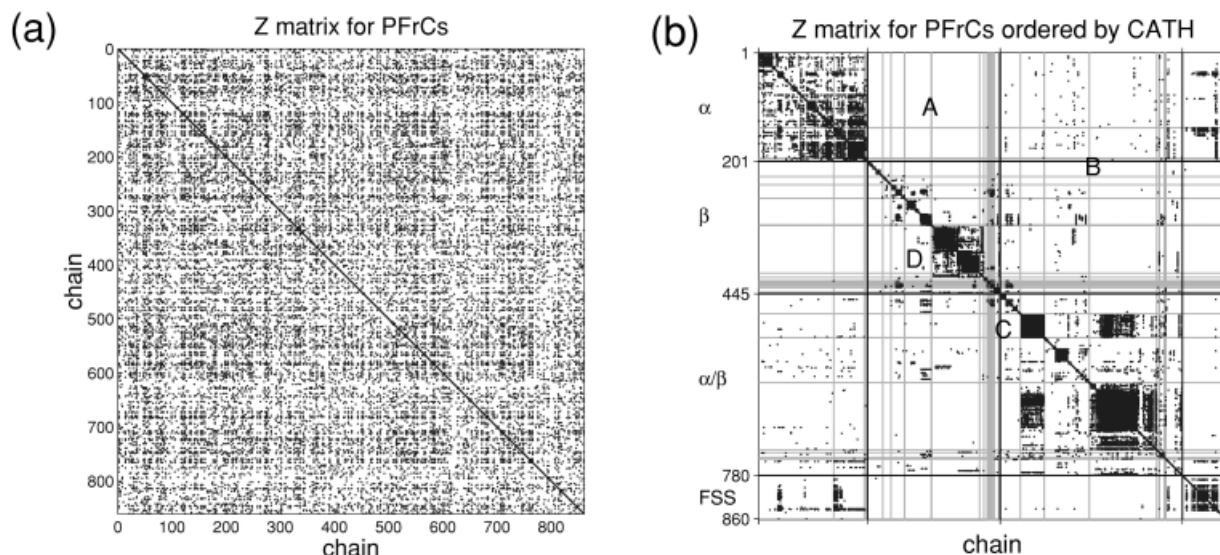 (a)
Z matrix for PFrCs
0
100
200
300
400
500
600
700
800
chain
0 100 200 300 400 500 600 700 800
chain
(b)
Z matrix for PFrCs ordered by CATH
1
α
201
β
445
α/β
780
FSS
860
A
B
D
C
chain